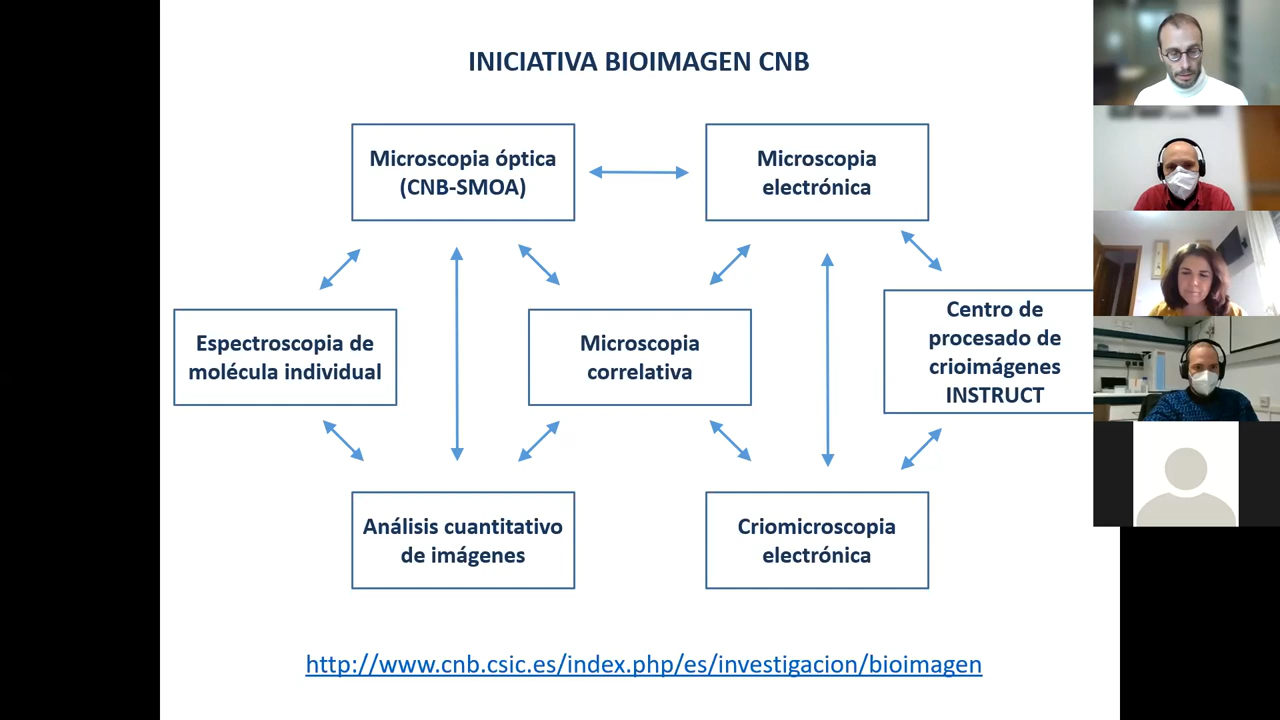 INICIATIVA BIOIMAGEN CNB
Microscopia óptica
(CNB-SMOA)
Microscopia
electrónica
Espectroscopia de
molécula individual
Microscopia
correlativa
Centro de
procesado de
crioimágenes
INSTRUCT
Análisis cuantitativo
de imágenes
Criomicroscopia
electrónica
http://www.cnb.csic.es/index.php/es/investigacion/bioimagen